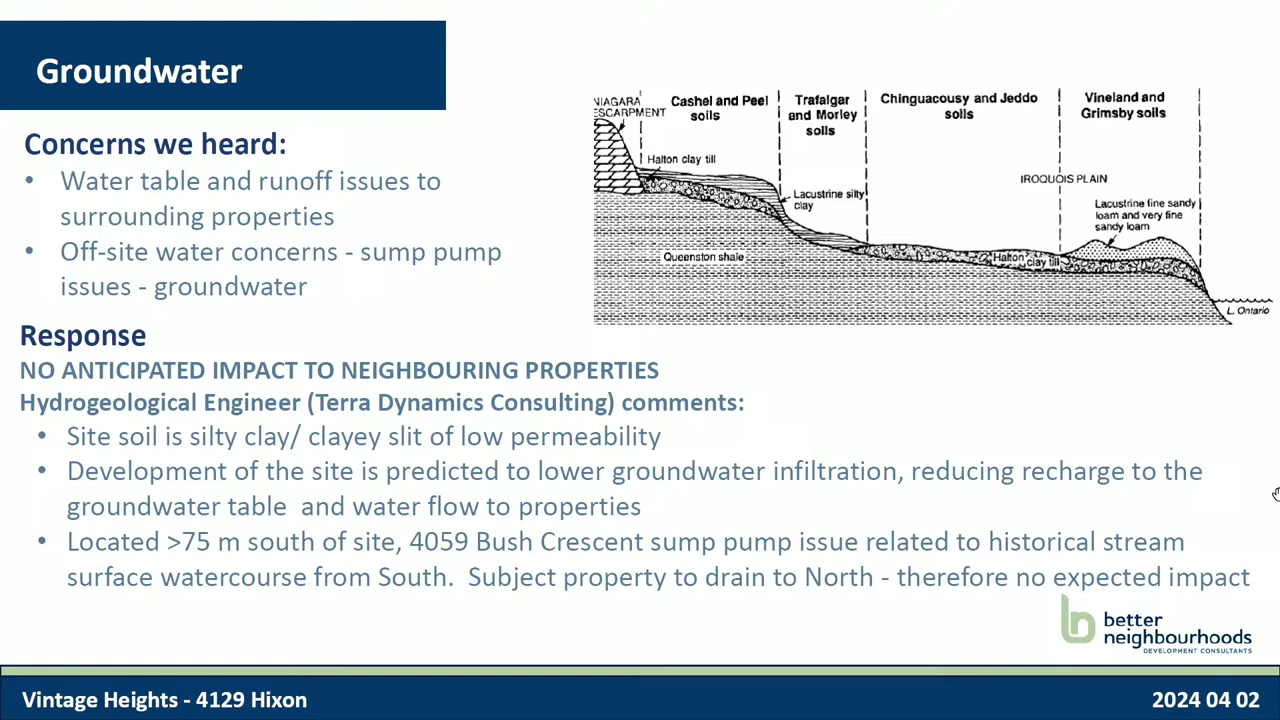 Groundwater
Concerns we heard:
• Water table and runoff issues to
surrounding properties
• Off-site water concerns - sump pump
issues - groundwater
NIAGARA
ESCARPMENT
Cashel and Peel
soils
Trafalgar
and Morley
soils
Chinguacousy and Jeddo
soils
Vineland and
Grimsby soils
Halton clay till
Lacustrine silty
clay
IROQUOIS PLAIN
Lacustrine fine sandy
loam and very fine
sandy loam
Queenston shale
Halton clay till
L. Ontario
Response
NO ANTICIPATED IMPACT TO NEIGHBOURING PROPERTIES
Hydrogeological Engineer (Terra Dynamics Consulting) comments:
• Site soil is silty clay/ clayey slit of low permeability
• Development of the site is predicted to lower groundwater infiltration, reducing recharge to the
groundwater table and water flow to properties
• Located >75 m south of site, 4059 Bush Crescent sump pump issue related to historical stream
surface watercourse from South. Subject property to drain to North - therefore no expected impact
bn
better
neighbourhoods
DEVELOPMENT CONSULTANTS
Vintage Heights - 4129 Hixon
2024 04 02